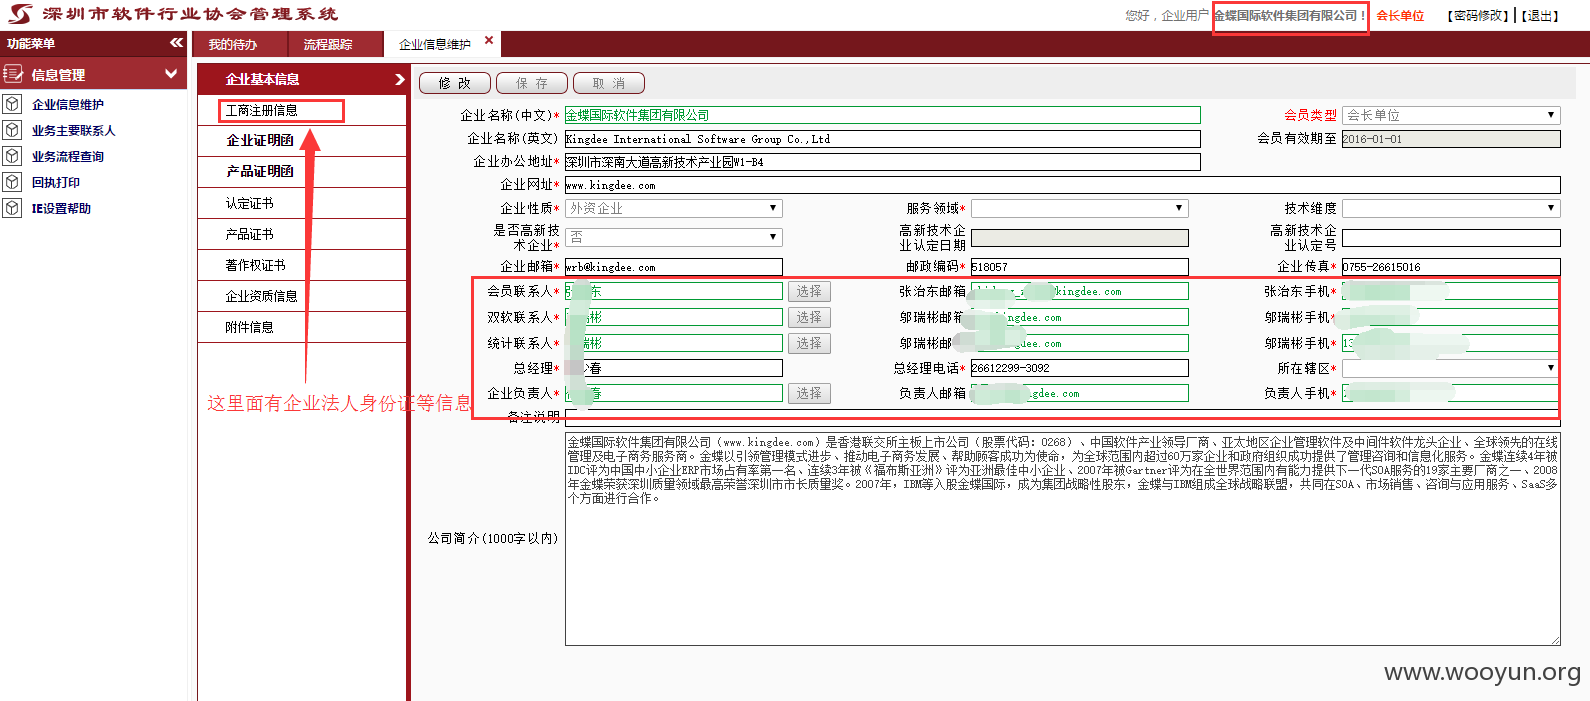 深圳市软件行业协会管理系统
您好，企业用户 金蝶国际软件集团有限公司！ 会长单位 【密码修改】 【退出】
功能菜单
我的待办 流程跟踪 企业信息维护
信息管理
企业信息维护
业务主要联系人
业务流程查询
回执打印
IE设置帮助
企业基本信息
工商注册信息
企业证明函
产品证明函
认定证书
产品证书
著作权证书
企业资质信息
附件信息
这里面有企业法人身份证等信息
修 改 保 存 取 消
企业名称(中文)* 金蝶国际软件集团有限公司 会员类型 会长单位
企业名称(英文) Kingdee International Software Group Co.,Ltd 会员有效期至 2016-01-01
企业办公地址* 深圳市深南大道高新技术产业园W1-B4
企业网址* www.kingdee.com
企业性质* 外资企业 服务领域* 技术维度
是否高新技术企业* 否 高新技术企业认定日期 高新技术企业认定号
企业邮箱* wrb@kingdee.com 邮政编码* 518057 企业传真* 0755-26615016
会员联系人* 东 选择 张治东邮箱 kingdee.com 张治东手机*
双软联系人* 瑞彬 选择 邬瑞彬邮箱 ingdee.com 邬瑞彬手机*
统计联系人* 瑞彬 选择 邬瑞彬邮 gdee.com 邬瑞彬手机* 13
总经理* 少春 总经理电话* 26612299-3092 所在辖区*
企业负责人* 春 选择 负责人邮箱 gdee.com 负责人手机*
备注说明
公司简介(1000字以内)
金蝶国际软件集团有限公司（www.kingdee.com）是香港联交所主板上市公司（股票代码：0268）、中国软件产业领导厂商、亚太地区企业管理软件及中间件软件龙头企业、全球领先的在线
管理及电子商务服务商。金蝶以引领管理模式进步、推动电子商务发展、帮助顾客成功为使命，为全球范围内超过60万家企业和政府组织成功提供了管理咨询和信息化服务。金蝶连续4年被
IDC评为中国中小企业ERP市场占有率第一名、连续3年被《福布斯亚洲》评为亚洲最佳中小企业、2007年被Gartner评为在全世界范围内有能力提供下一代SOA服务的19家主要厂商之一、2008
年金蝶荣获深圳质量领域最高荣誉深圳市市长质量奖。2007年，IBM等入股金蝶国际，成为集团战略性股东，金蝶与IBM组成全球战略联盟，共同在SOA、市场销售、咨询与应用服务、SaaS多
个方面进行合作。
www.wooyun.org